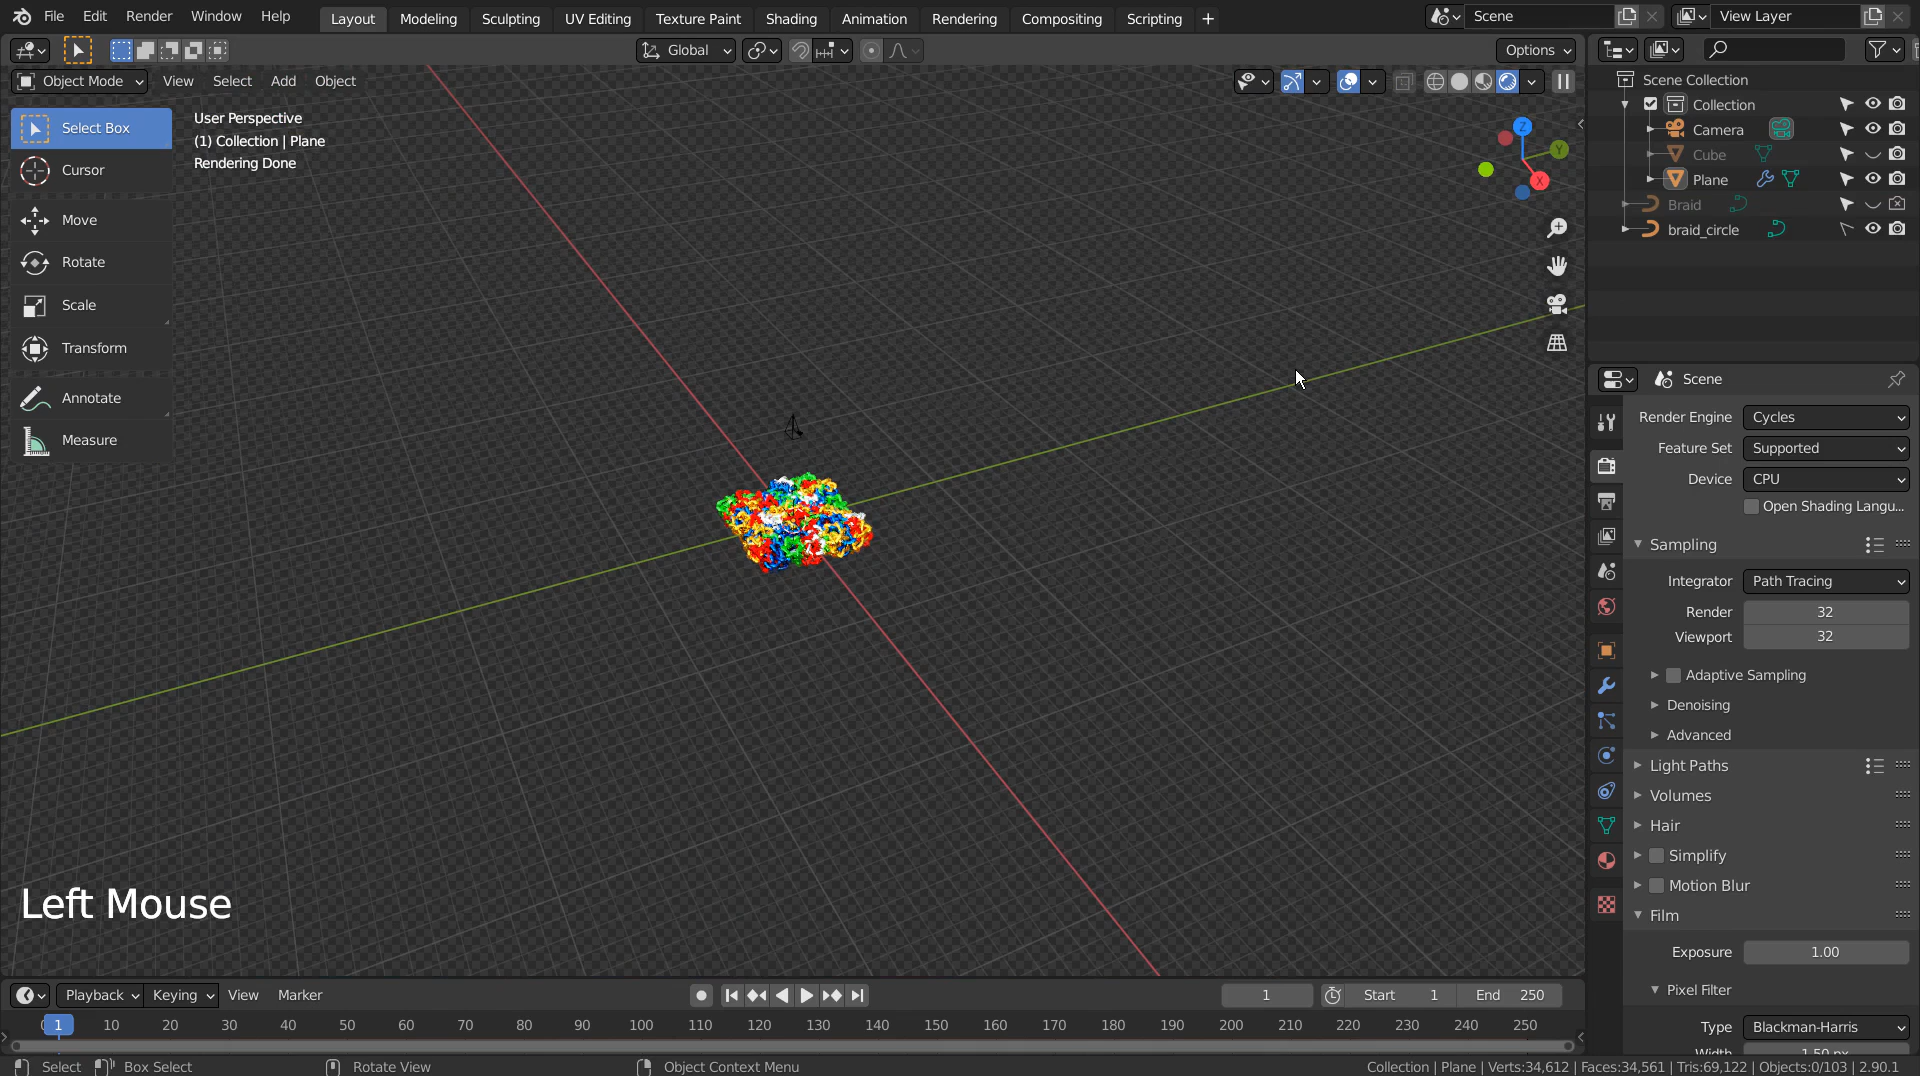 File Edit Render Window Help Layout Modeling Sculpting UV Editing Texture Paint Shading Animation Rendering Compositing Scripting + Scene View Layer
Global Options
Object Mode View Select Add Object
Scene Collection
Collection
Camera
Cube
Plane
Braid
braid_circle
Select Box
Cursor
Move
Rotate
Scale
Transform
Annotate
Measure
User Perspective
(1) Collection | Plane
Rendering Done
Z
Y
X
Scene
Render Engine Cycles
Feature Set Supported
Device CPU
Open Shading Langu...
Sampling
Integrator Path Tracing
Render 32
Viewport 32
Adaptive Sampling
Denoising
Advanced
Light Paths
Volumes
Hair
Simplify
Motion Blur
Film
Exposure 1.00
Pixel Filter
Type Blackman-Harris
Width 1.50 px
Left Mouse
Playback Keying View Marker 1 Start 1 End 250
0 1 10 20 30 40 50 60 70 80 90 100 110 120 130 140 150 160 170 180 190 200 210 220 230 240 250
Select Box Select Rotate View Object Context Menu Collection | Plane | Verts:34,612 | Faces:34,561 | Tris:69,122 | Objects:0/103 | 2.90.1